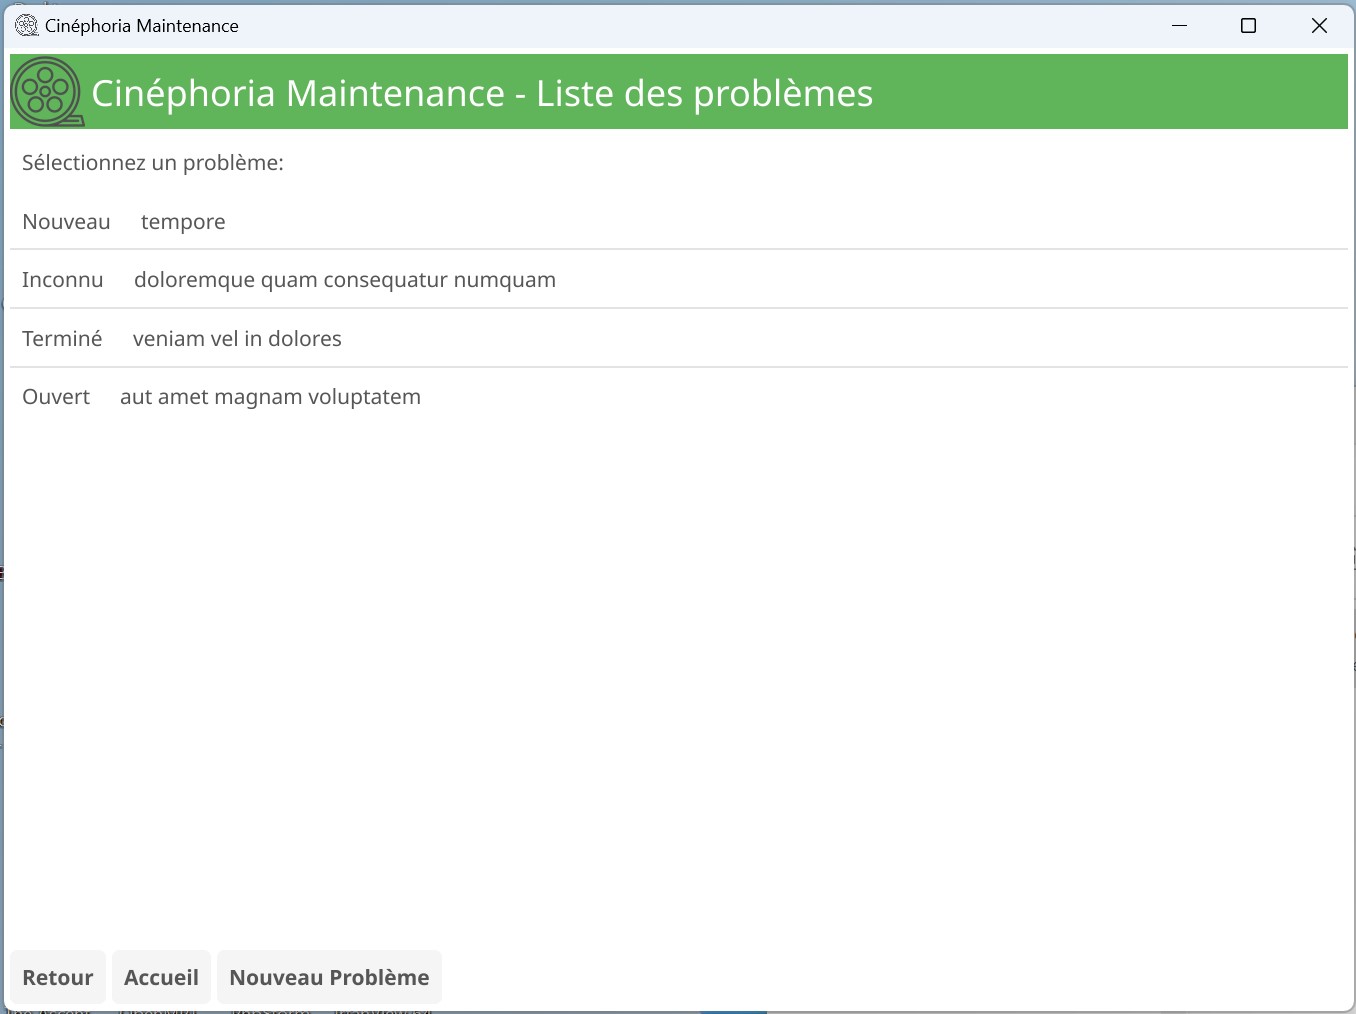 Cinéphoria Maintenance
Cinéphoria Maintenance - Liste des problèmes
Sélectionnez un problème:
Nouveau tempore
Inconnu doloremque quam consequatur numquam
Terminé veniam vel in dolores
Ouvert aut amet magnam voluptatem
Retour Accueil Nouveau Problème